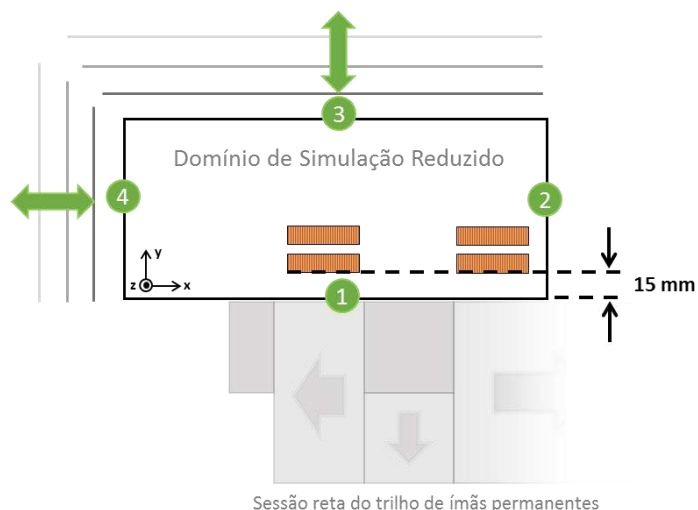 3
Domínio de Simulação Reduzido
4
2
y
z
x
1
15 mm
Sessão reta do trilho de ímãs permanentes